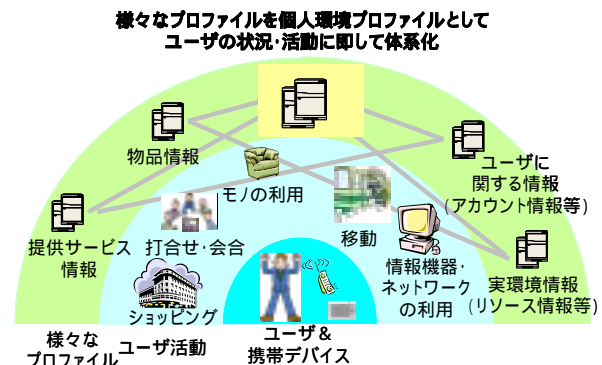 様々なプロファイルを個人環境プロファイルとして
ユーザの状況・活動に即して体系化
物品情報
ユーザに
関する情報
(アカウント情報等)
モノの利用
提供サービス
情報
打合せ・会合
移動
情報機器・
ネットワーク
の利用
実環境情報
(リソース情報等)
ショッピング
ユーザ＆
携帯デバイス
様々な
プロファイル
ユーザ活動